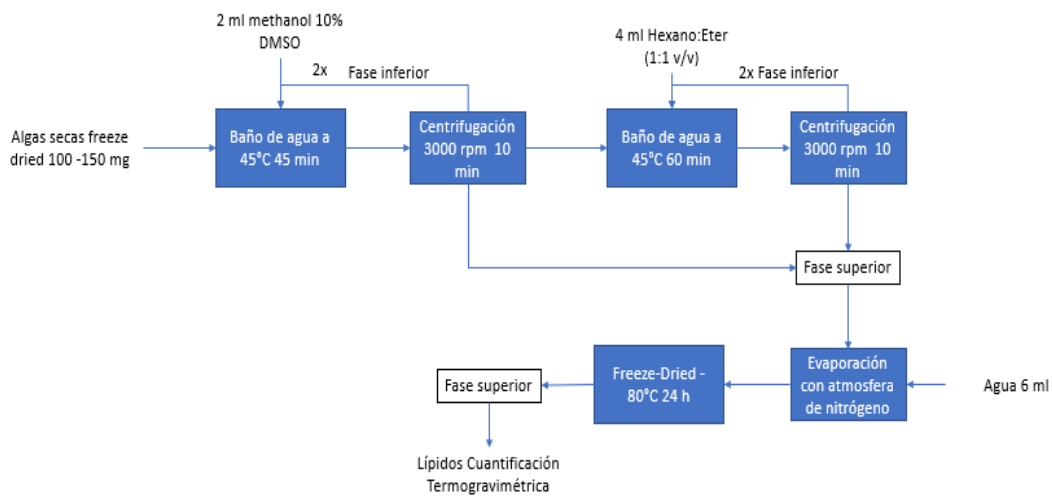 2 ml methanol 10%
DMSO
4 ml Hexano:Eter
(1:1 v/v)
2x Fase inferior
2x Fase inferior
Algas secas freeze
dried 100 -150 mg
Baño de agua a
45°C 45 min
Centrifugación
3000 rpm 10
min
Baño de agua a
45°C 60 min
Centrifugación
3000 rpm 10
min
Fase superior
Evaporación
con atmosfera
de nitrógeno
Agua 6 ml
Freeze-Dried -
80°C 24 h
Fase superior
Lípidos Cuantificación
Termogravimétrica